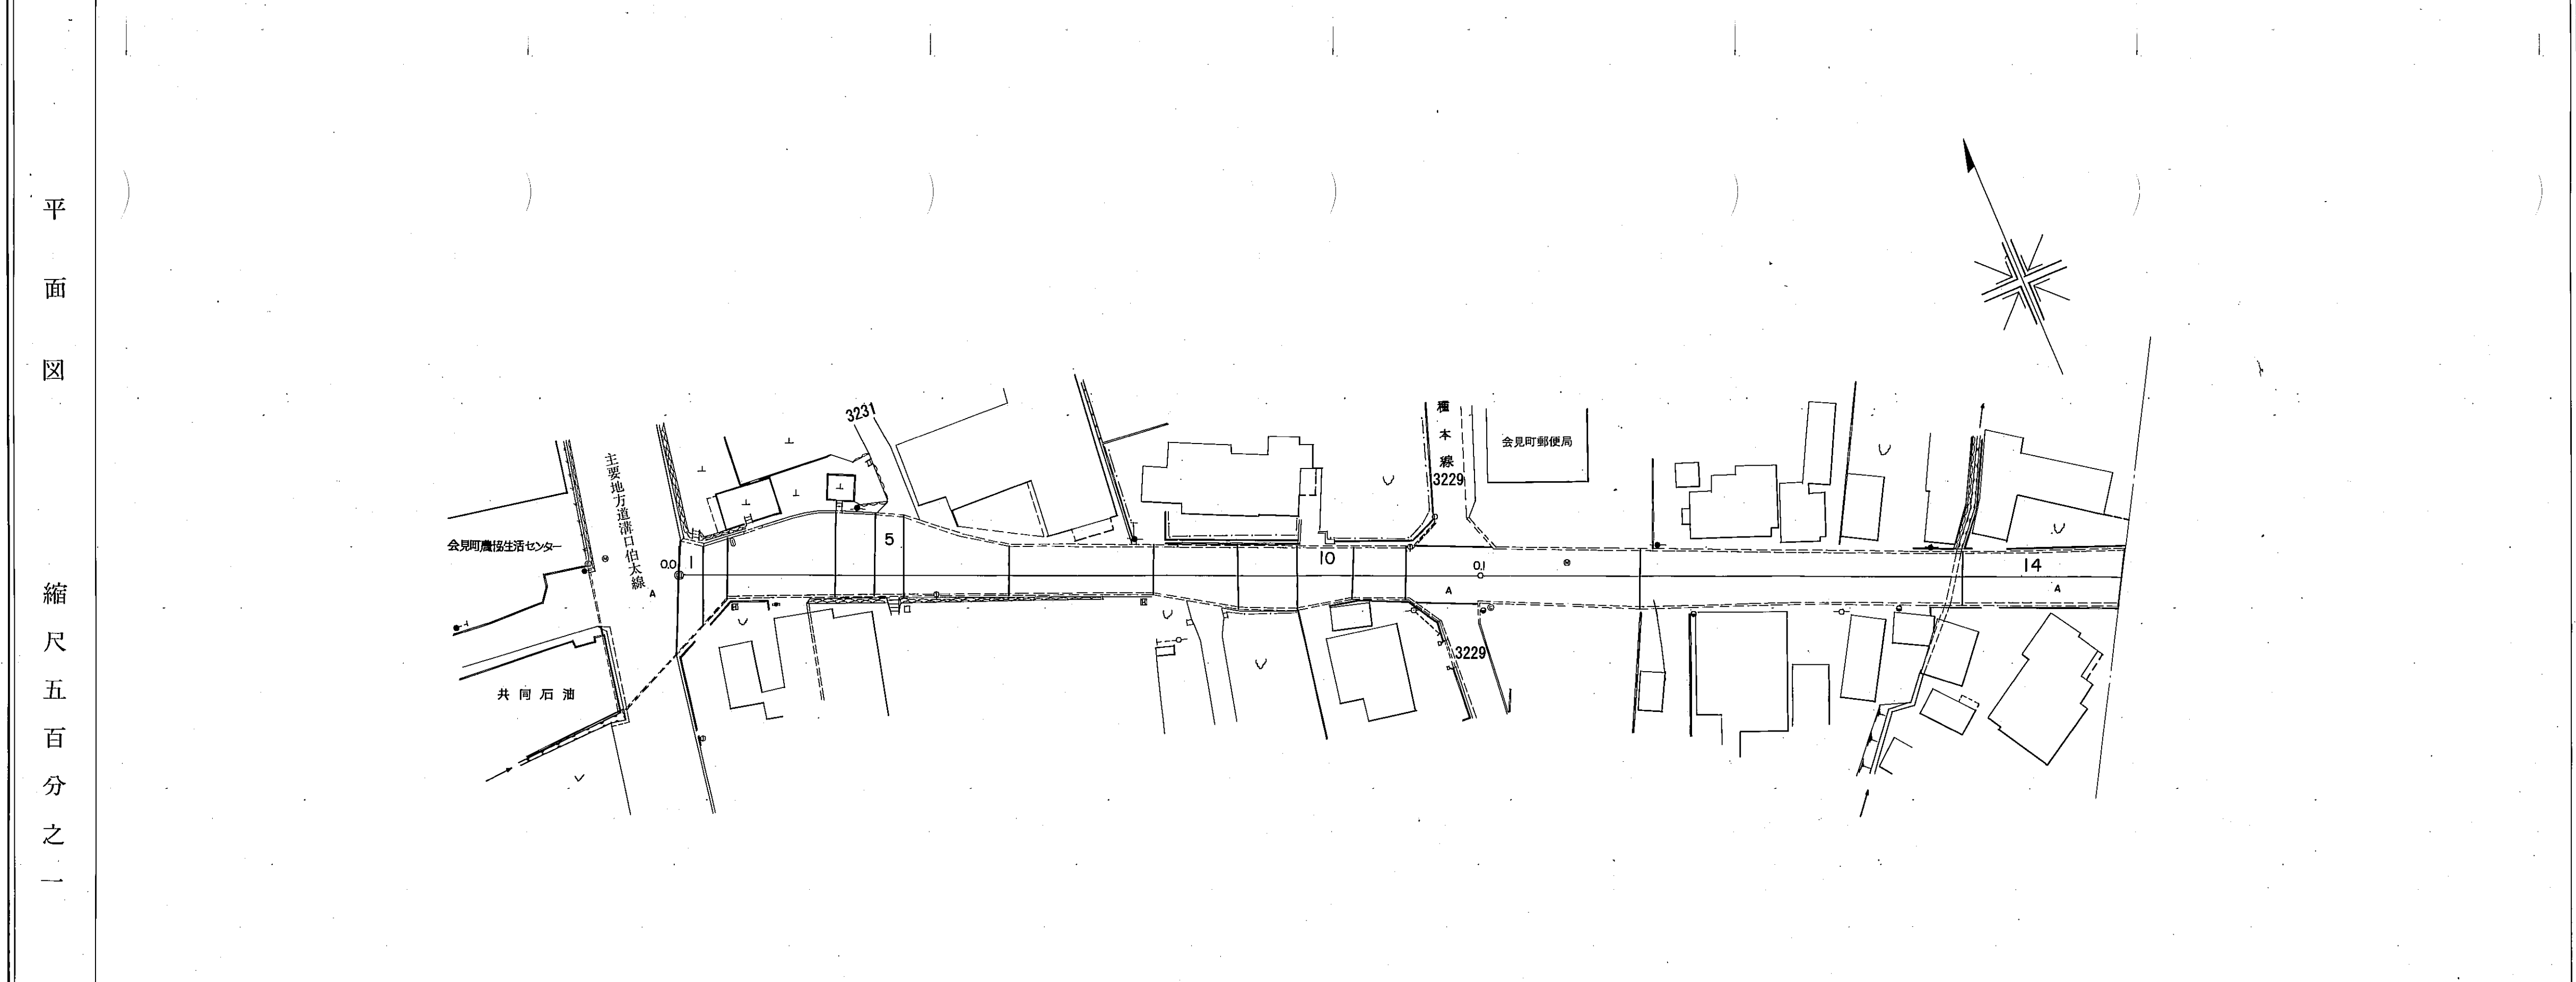 平面図
縮尺五百分之一
3231
主要地方道溝口伯太線
種本線
3229
会見町郵便局
会見町農協生活センター
0.0
1
5
10
0.1
14
A
A
A
3229
共同石油